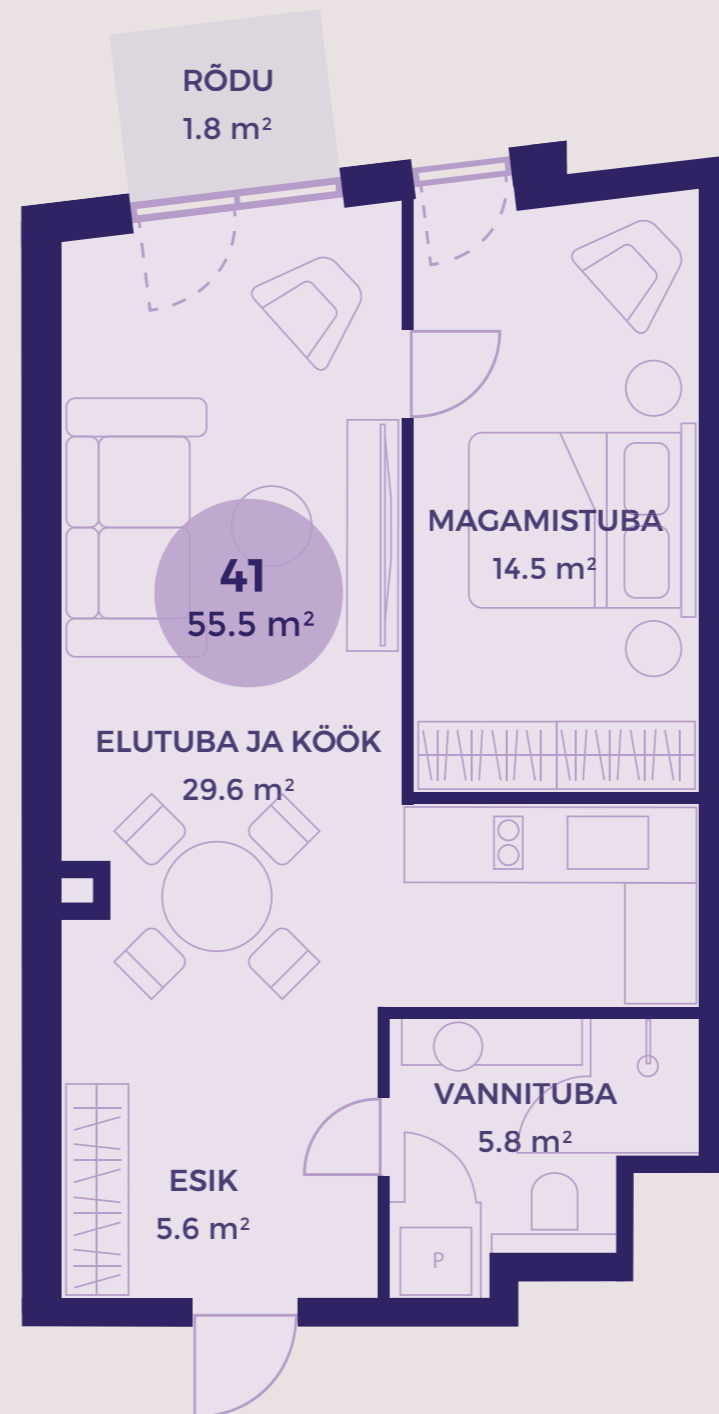 RÕDU
1.8 m²
MAGAMISTUBA
14.5 m²
41
55.5 m²
ELUTUBA JA KÖÖK
29.6 m²
VANNITUBA
5.8 m²
ESIK
5.6 m²
P